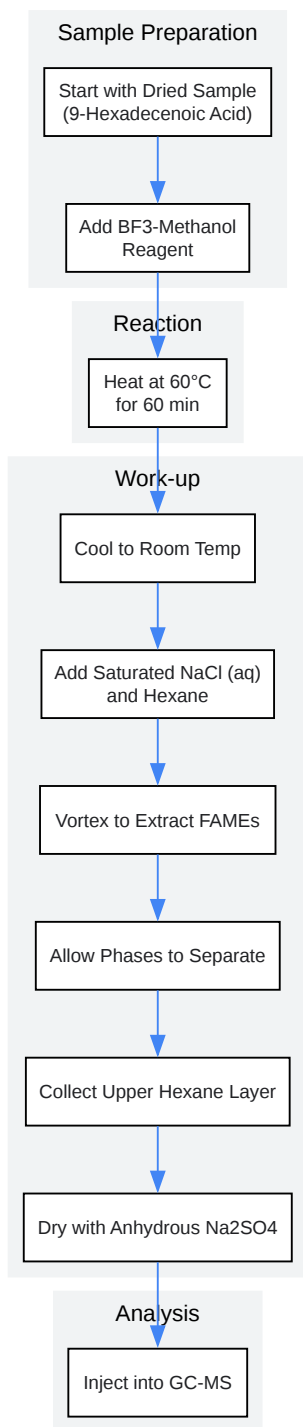 Sample Preparation
Start with Dried Sample
(9-Hexadecenoic Acid)
Add BF3-Methanol
Reagent
Reaction
Heat at 60°C
for 60 min
Work-up
Cool to Room Temp
Add Saturated NaCl (aq)
and Hexane
Vortex to Extract FAMEs
Allow Phases to Separate
Collect Upper Hexane Layer
Dry with Anhydrous Na2SO4
Analysis
Inject into GC-MS